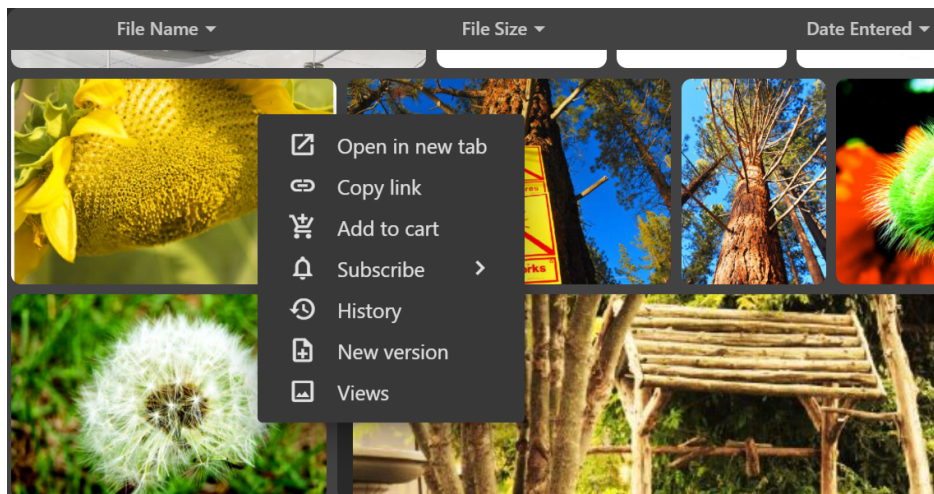 File Name
File Size
Date Entered
Open in new tab
Copy link
Add to cart
Subscribe
History
New version
Views